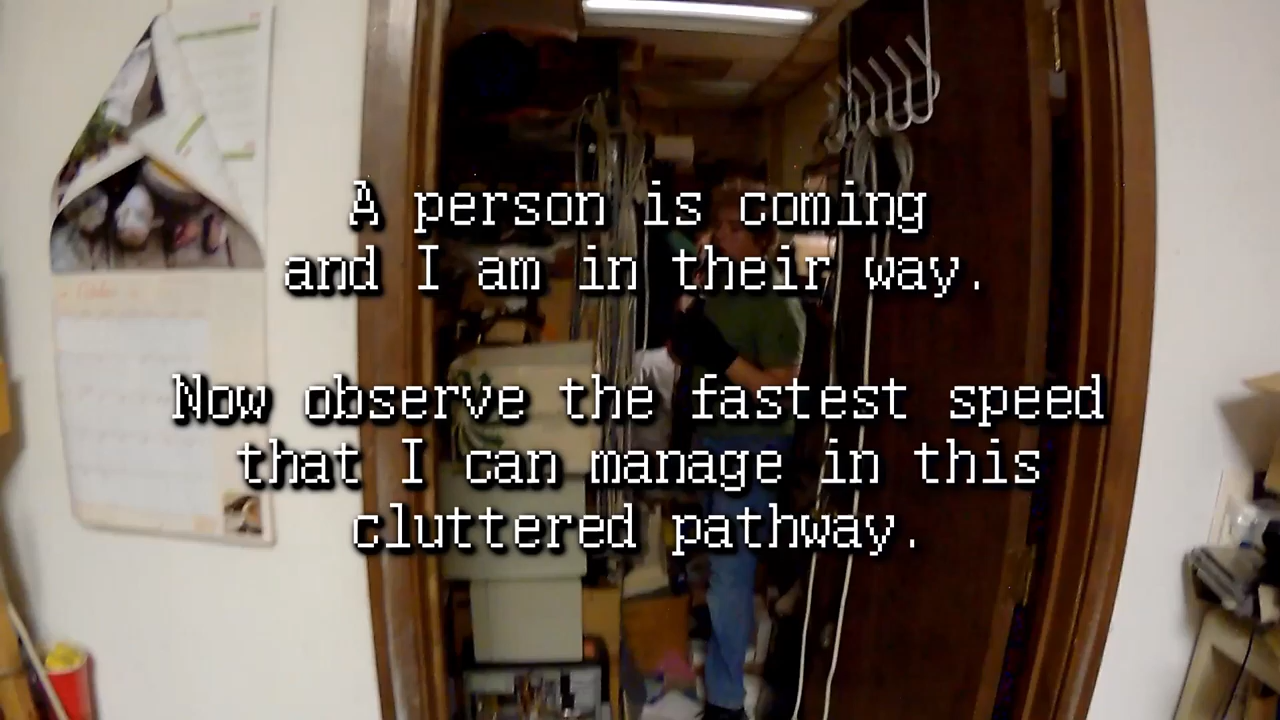 A person is coming
and I am in their way.
Now observe the fastest speed
that I can manage in this
cluttered pathway.